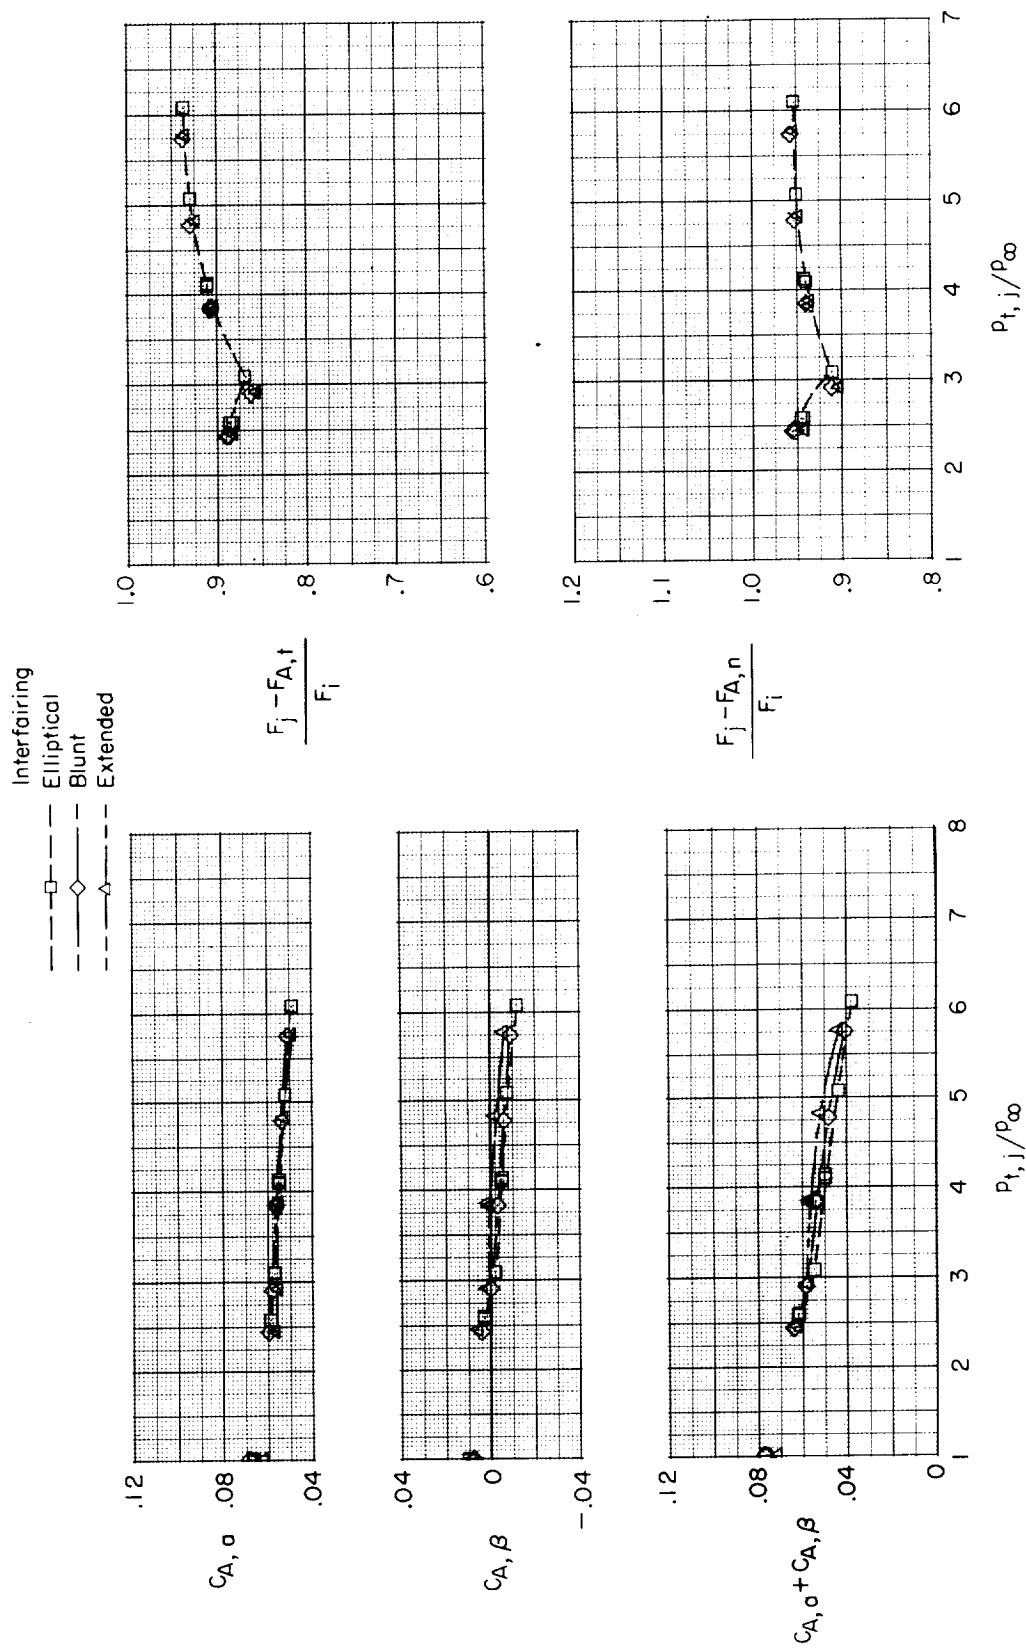 Interfairing
Elliptical
Blunt
Extended
.12
.08
.04
C_A,a
.04
0
-.04
C_A,β
.12
.08
.04
0
C_A,a + C_A,β
1 2 3 4 5 6 7 8
p_t,j/p_∞
1.0
.9
.8
.7
.6
F_j - F_A,t
F_i
1.2
1.1
1.0
.9
.8
F_j - F_A,n
F_i
1 2 3 4 5 6 7
p_t,j/p_∞